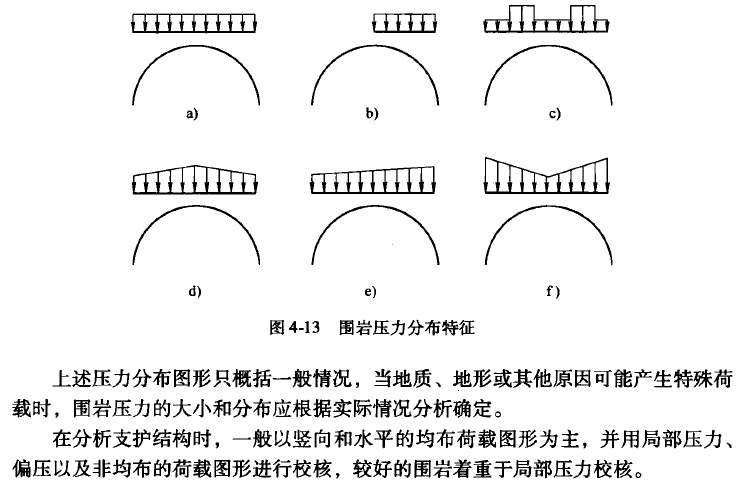 a)
b)
c)
d)
e)
f)
图 4-13 围岩压力分布特征
上述压力分布图形只概括一般情况，当地质、地形或其他原因可能产生特殊荷
载时，围岩压力的大小和分布应根据实际情况分析确定。
在分析支护结构时，一般以竖向和水平的均布荷载图形为主，并用局部压力、
偏压以及非均布的荷载图形进行校核，较好的围岩着重于局部压力校核。